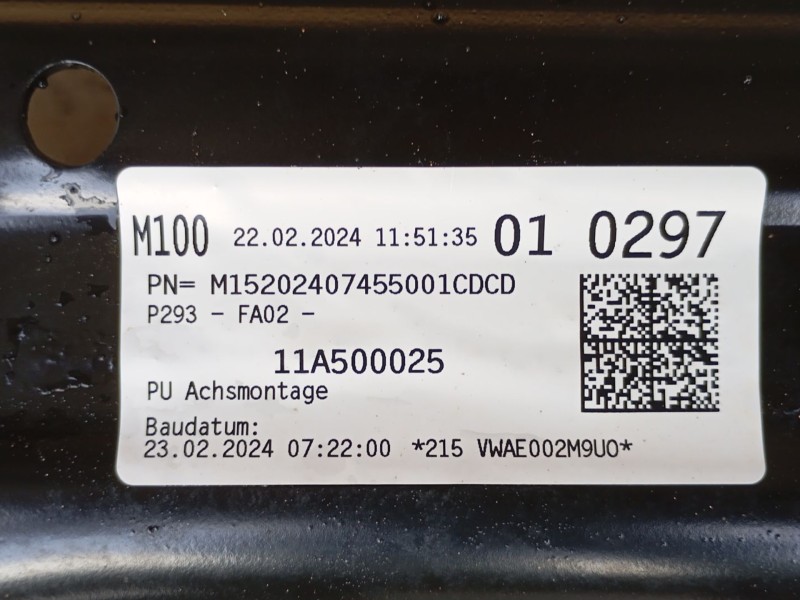 M100 22.02.2024 11:51:35 01 0297
PN= M15202407455001CDCD
P293 - FA02 -
11A500025
PU Achsmontage
Baudatum:
23.02.2024 07:22:00 *215 VWAE002M9U0*